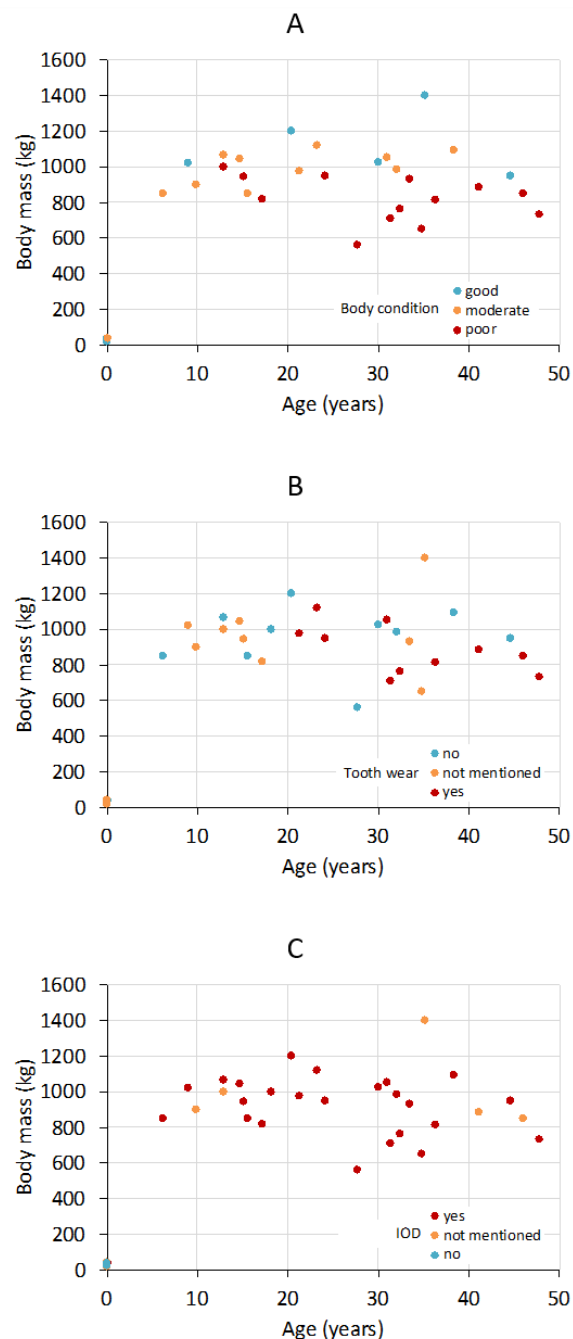 A
1600
1400
1200
1000
800
600
400
200
0
Body mass (kg)
good
Body condition moderate
poor
0 10 20 30 40 50
Age (years)
B
1600
1400
1200
1000
800
600
400
200
0
Body mass (kg)
no
Tooth wear not mentioned
yes
0 10 20 30 40 50
Age (years)
C
1600
1400
1200
1000
800
600
400
200
0
Body mass (kg)
yes
IOD not mentioned
no
0 10 20 30 40 50
Age (years)